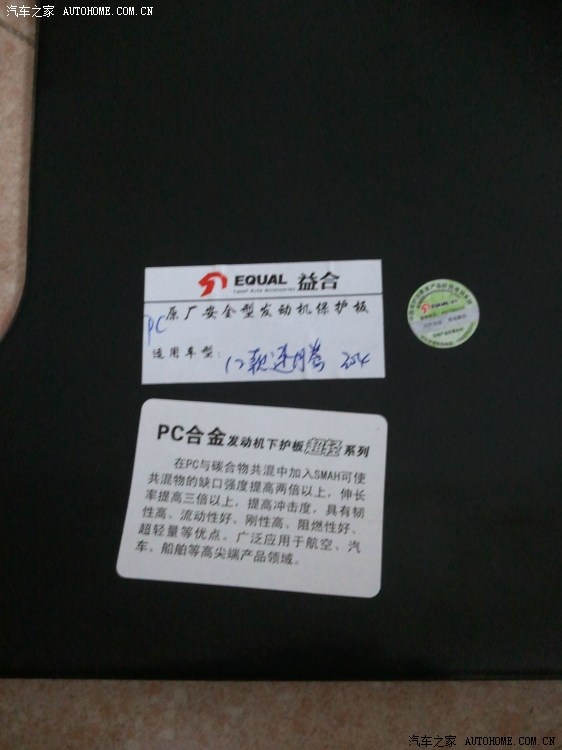 汽车之家 AUTOHOME.COM.CN
EQUAL 益合
PC 原厂安全型发动机保护板
适用车型: 12款速腾 254
EQUAL
PC合金发动机下护板超轻系列
在PC与碳合物共混中加入SMAH可使
共混物的缺口强度提高两倍以上，伸长
率提高三倍以上，提高冲击度，具有韧
性高、流动性好、刚性高、阻燃性好、
超轻量等优点。广泛应用于航空、汽
车、船舶等高尖端产品领域。
汽车之家 AUTOHOME.COM.CN